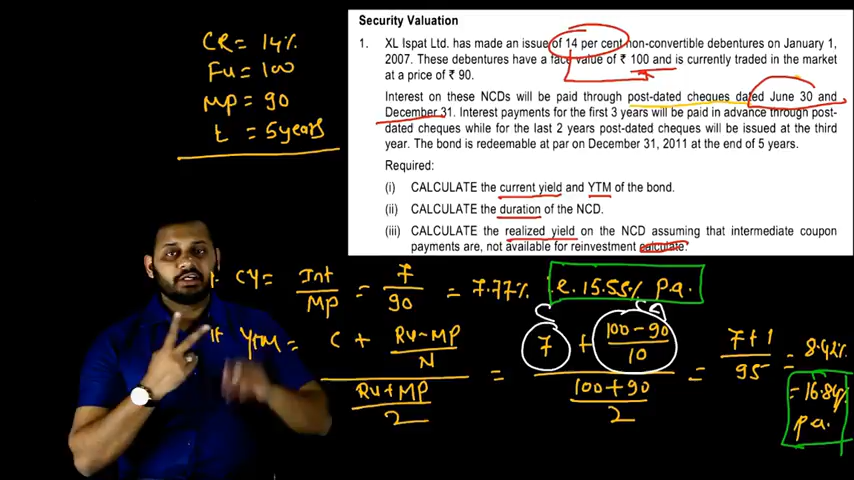 CR = 14%
Fv = 100
MP = 90
t = 5years
Security Valuation
1. XL Ispat Ltd. has made an issue of 14 per cent non-convertible debentures on January 1,
2007. These debentures have a face value of ₹ 100 and is currently traded in the market
at a price of ₹ 90.
Interest on these NCDs will be paid through post-dated cheques dated June 30 and
December 31. Interest payments for the first 3 years will be paid in advance through post-
dated cheques while for the last 2 years post-dated cheques will be issued at the third
year. The bond is redeemable at par on December 31, 2011 at the end of 5 years.
Required:
(i) CALCULATE the current yield and YTM of the bond.
(ii) CALCULATE the duration of the NCD.
(iii) CALCULATE the realized yield on the NCD assuming that intermediate coupon
payments are, not available for reinvestment calculate.
CY = Int/MP = 7/90 = 7.77% i.e. 15.55% p.a.
YTM = C + (RV-MP)/N / (RV+MP)/2 = 7 + (100-90)/10 / (100+90)/2 = 7+1/95 = 8.42%
= 16.84% p.a.